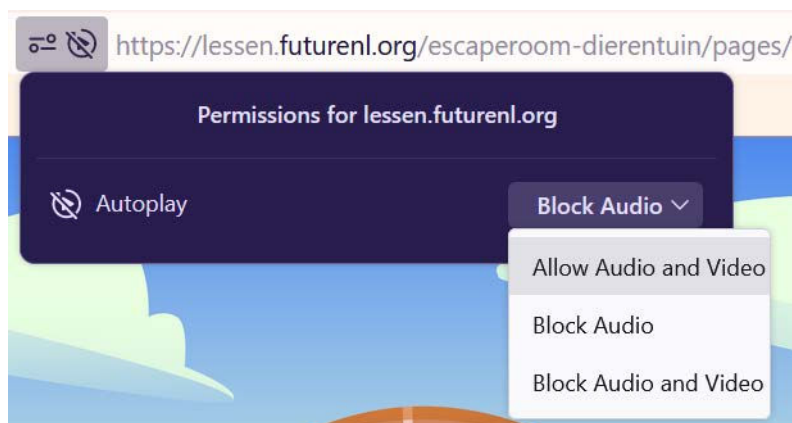 https://lessen.futurenl.org/escaperoom-dierentuin/pages/
Permissions for lessen.futurenl.org
Autoplay
Block Audio
Allow Audio and Video
Block Audio
Block Audio and Video